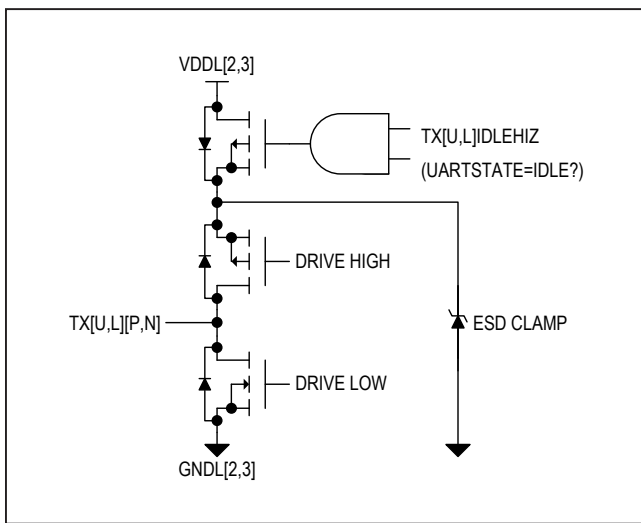 VDDL[2,3]
TX[U,L]IDLEHIZ
(UARTSTATE=IDLE?)
DRIVE HIGH
TX[U,L][P,N]
ESD CLAMP
DRIVE LOW
GNDL[2,3]